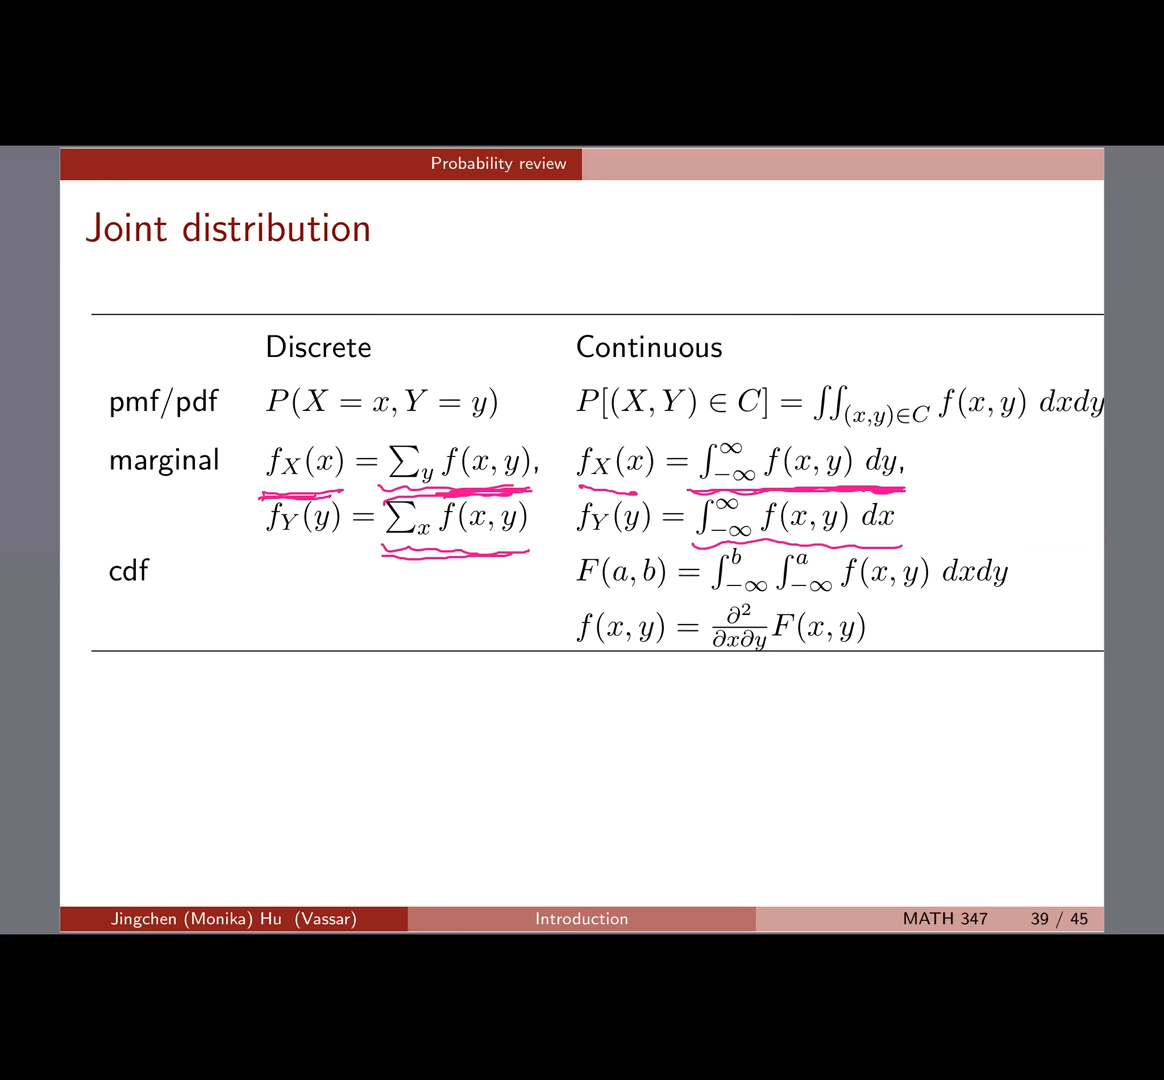 Probability review
Joint distribution
Discrete Continuous
pmf/pdf P(X = x, Y = y) P[(X, Y) ∈ C] = ∬_{(x,y)∈C} f(x, y) dxdy
marginal f_X(x) = ∑_y f(x, y), f_X(x) = ∫_{−∞}^{∞} f(x, y) dy,
f_Y(y) = ∑_x f(x, y) f_Y(y) = ∫_{−∞}^{∞} f(x, y) dx
cdf F(a, b) = ∫_{−∞}^{b} ∫_{−∞}^{a} f(x, y) dxdy
f(x, y) = ∂²/∂x∂y F(x, y)
Jingchen (Monika) Hu (Vassar) Introduction MATH 347 39 / 45